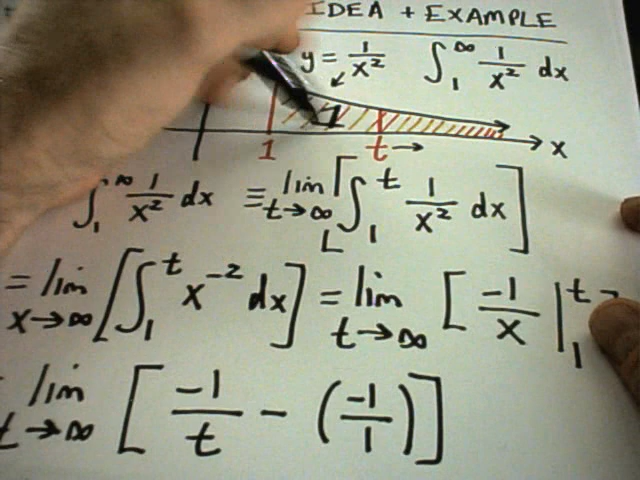 IDEA + EXAMPLE
y = 1/x² ∫₁^∞ 1/x² dx
1
1 t → x
∫₁^∞ 1/x² dx ≡ lim t→∞ [∫₁^t 1/x² dx]
= lim x→∞ [∫₁^t x⁻² dx] = lim t→∞ [-1/x |₁^t
lim t→∞ [-1/t - (-1/1)]